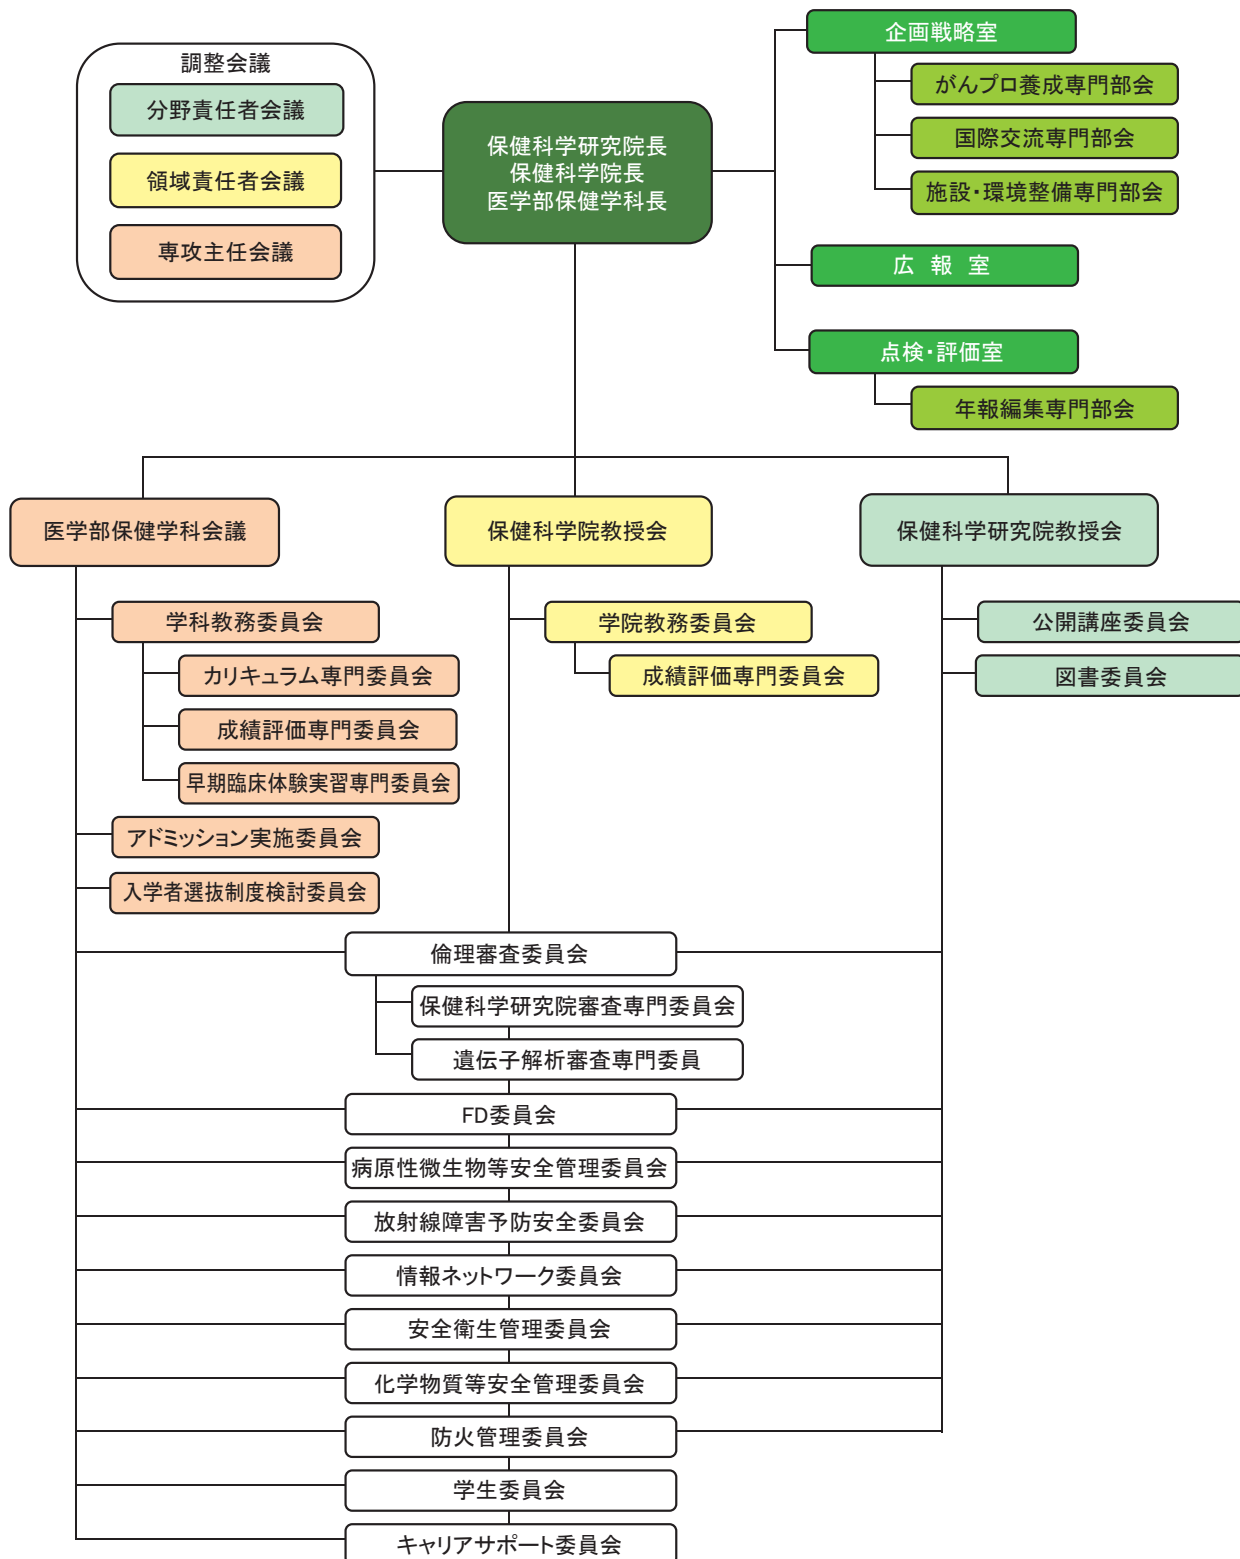 調整会議
分野責任者会議
領域責任者会議
専攻主任会議
保健科学研究院長
保健科学院長
医学部保健学科長
企画戦略室
がんプロ養成専門部会
国際交流専門部会
施設・環境整備専門部会
広 報 室
点検・評価室
年報編集専門部会
医学部保健学科会議
保健科学院教授会
保健科学研究院教授会
学科教務委員会
カリキュラム専門委員会
成績評価専門委員会
早期臨床体験実習専門委員会
アドミッション実施委員会
入学者選抜制度検討委員会
学院教務委員会
成績評価専門委員会
公開講座委員会
図書委員会
倫理審査委員会
保健科学研究院審査専門委員会
遺伝子解析審査専門委員
FD委員会
病原性微生物等安全管理委員会
放射線障害予防安全委員会
情報ネットワーク委員会
安全衛生管理委員会
化学物質等安全管理委員会
防火管理委員会
学生委員会
キャリアサポート委員会